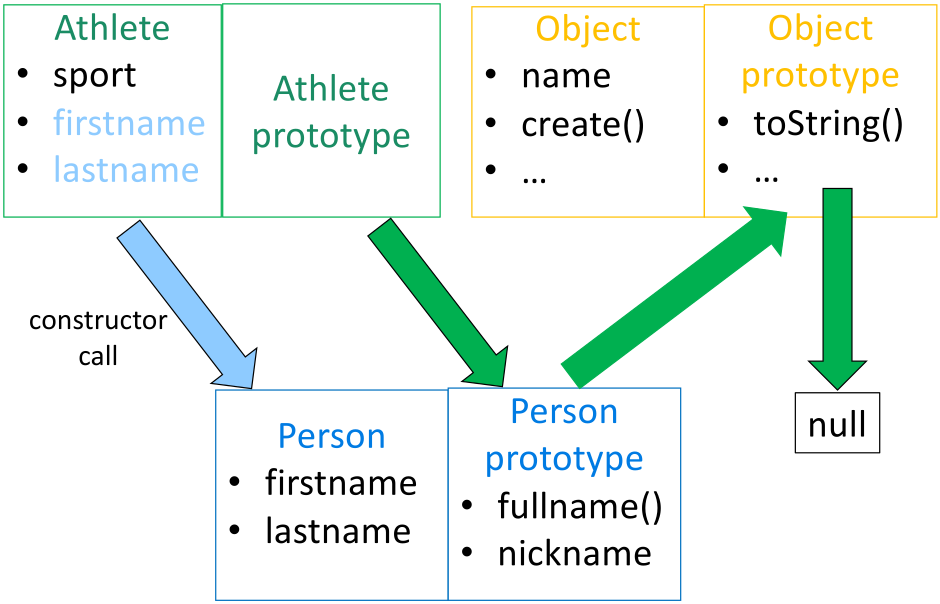 Athlete
• sport
• firstname
• lastname
Athlete
prototype
Object
• name
• create()
• ...
Object
prototype
• toString()
• ...
constructor
call
Person
• firstname
• lastname
Person
prototype
• fullname()
• nickname
null